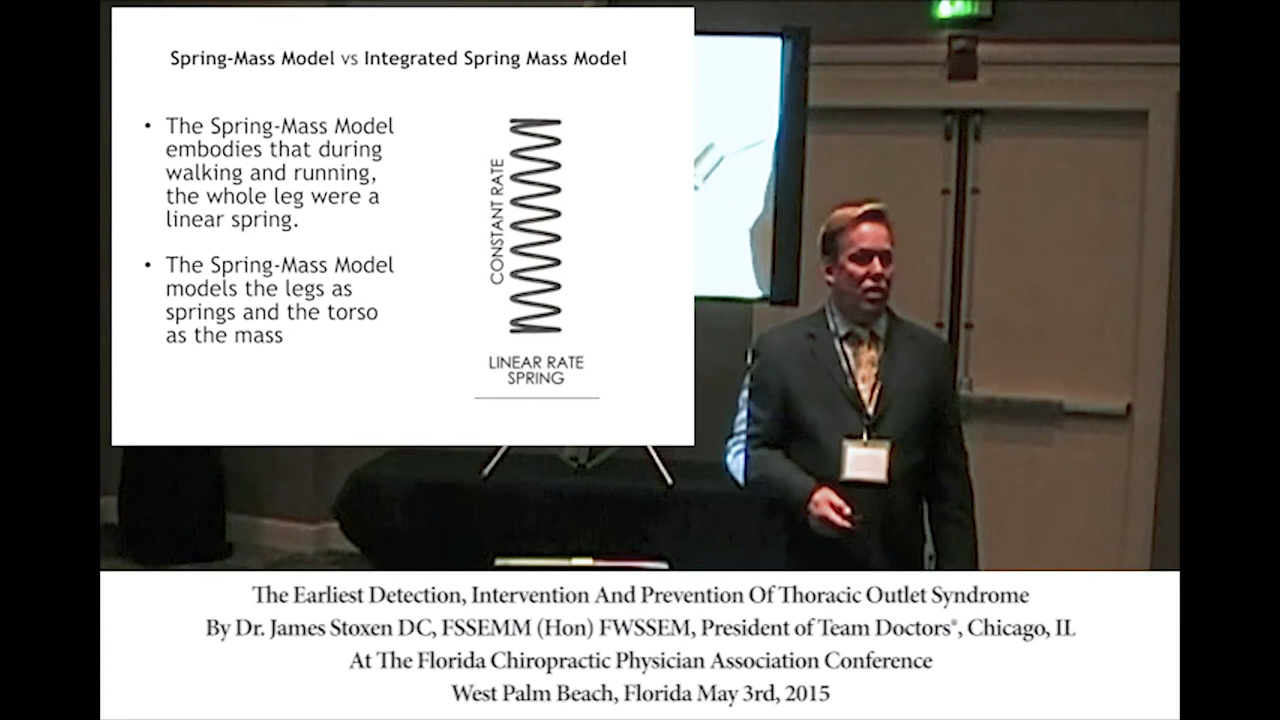 Spring-Mass Model vs Integrated Spring Mass Model
• The Spring-Mass Model
embodies that during
walking and running,
the whole leg were a
linear spring.
• The Spring-Mass Model
models the legs as
springs and the torso
as the mass
CONSTANT RATE
LINEAR RATE
SPRING
The Earliest Detection, Intervention And Prevention Of Thoracic Outlet Syndrome
By Dr. James Stoxen DC, FSSEMM (Hon) FWSSEM, President of Team Doctors®, Chicago, IL
At The Florida Chiropractic Physician Association Conference
West Palm Beach, Florida May 3rd, 2015